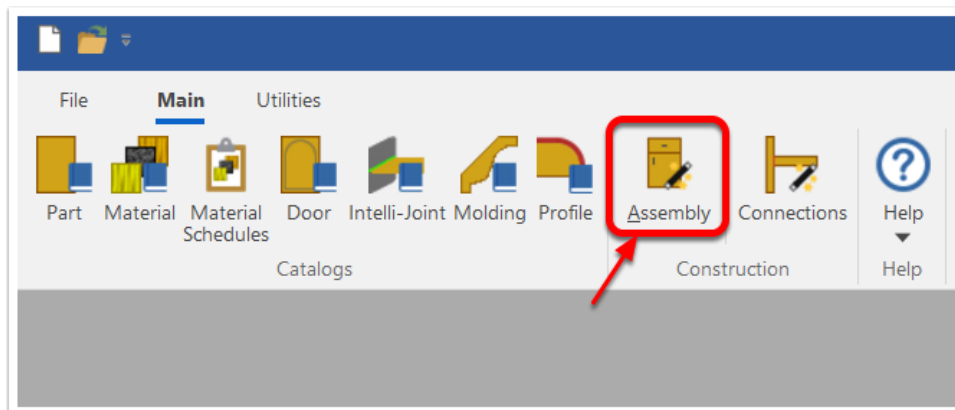 File Main Utilities
Part Material Material Schedules Door Intelli-Joint Molding Profile Assembly Connections Help
Catalogs Construction Help